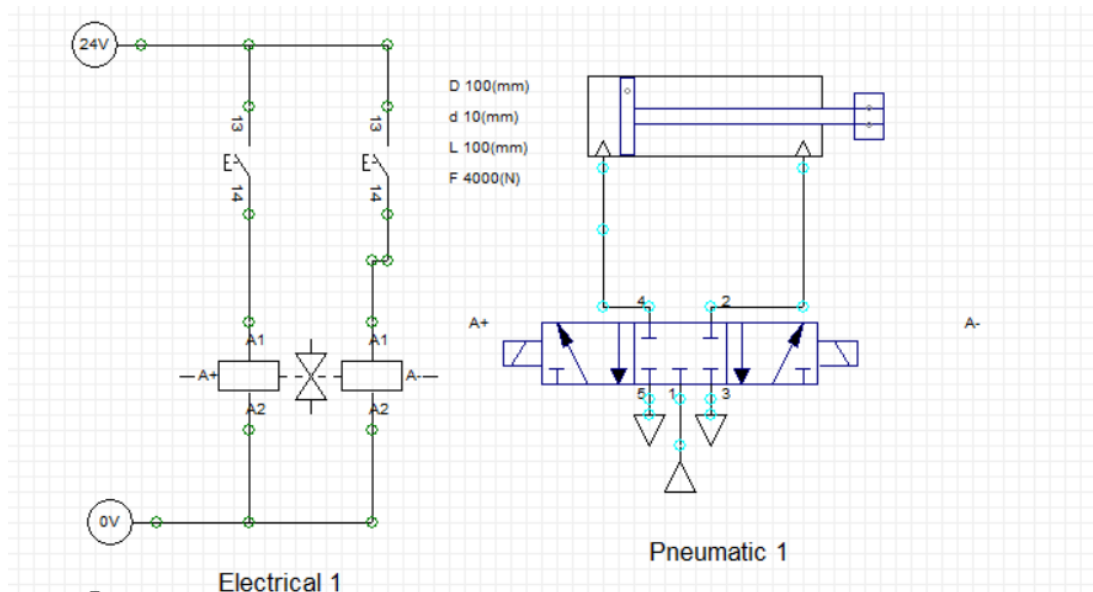 24V
13
13
14
14
A1
A1
A+
A-
A2
A2
0V
Electrical 1
D 100(mm)
d 10(mm)
L 100(mm)
F 4000(N)
4
2
A+
A-
5
1
3
Pneumatic 1